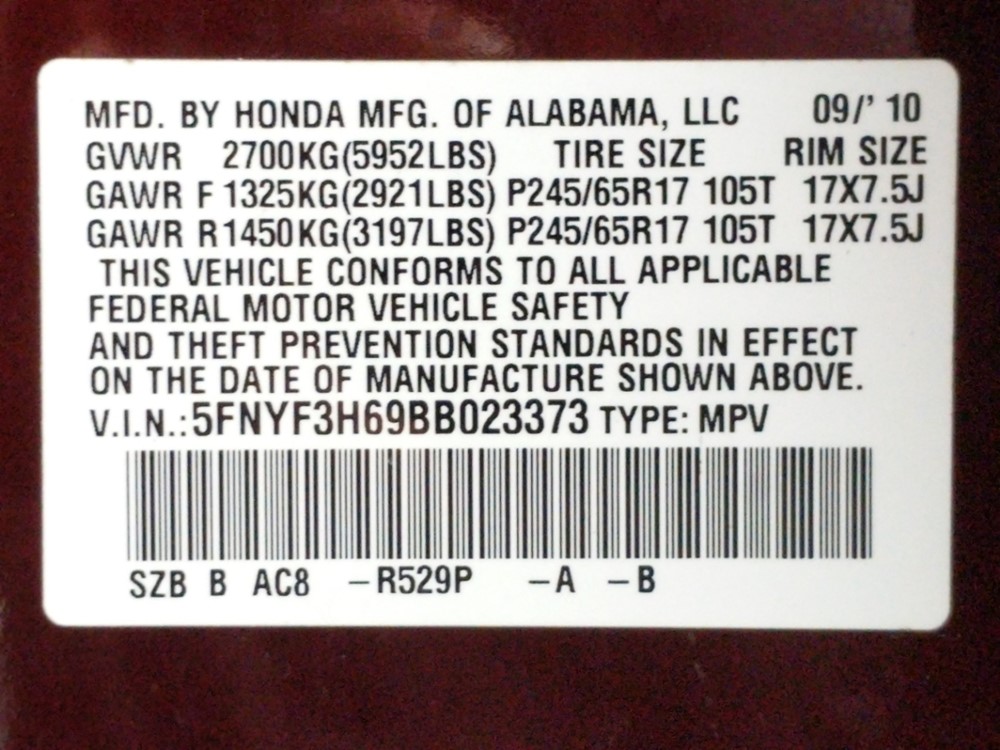 MFD. BY HONDA MFG. OF ALABAMA, LLC 09/' 10
GVWR 2700KG(5952LBS) TIRE SIZE RIM SIZE
GAWR F 1325KG(2921LBS) P245/65R17 105T 17X7.5J
GAWR R1450KG(3197LBS) P245/65R17 105T 17X7.5J
THIS VEHICLE CONFORMS TO ALL APPLICABLE
FEDERAL MOTOR VEHICLE SAFETY
AND THEFT PREVENTION STANDARDS IN EFFECT
ON THE DATE OF MANUFACTURE SHOWN ABOVE.
V.I.N.:5FNYF3H69BB023373 TYPE: MPV
SZB B AC8 –R529P –A –B